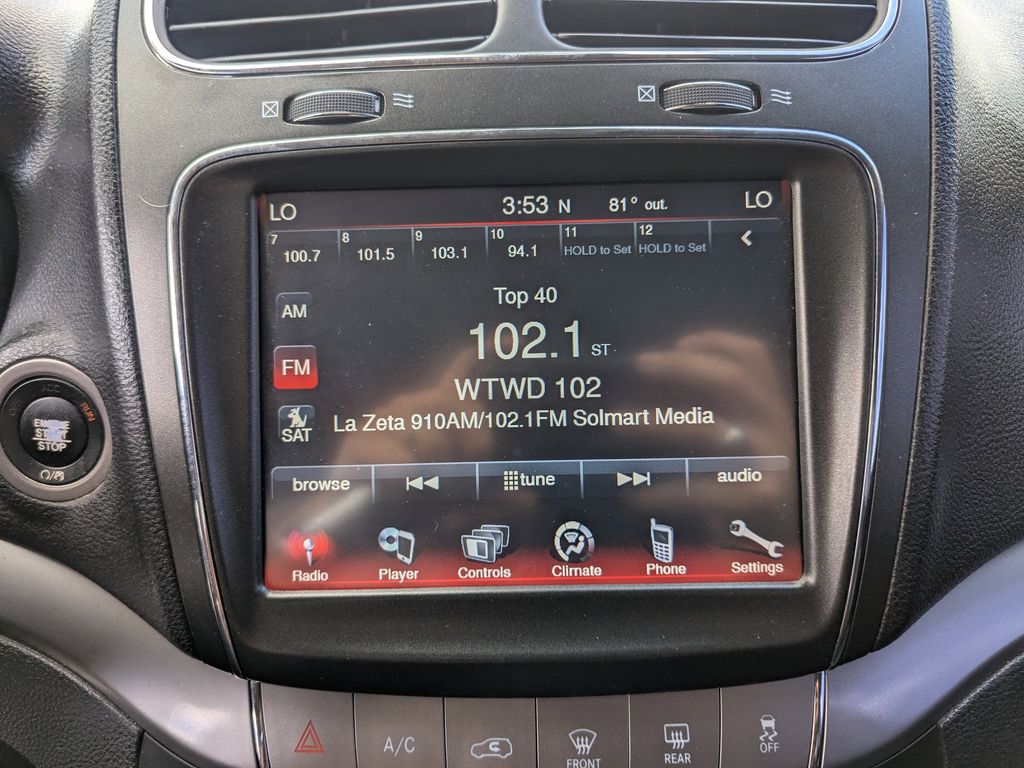 LO 3:53 N 81° out. LO
7 8 9 10 11 12
100.7 101.5 103.1 94.1 HOLD to Set HOLD to Set
Top 40
AM
102.1 ST
FM
WTWD 102
La Zeta 910AM/102.1FM Solmart Media
SAT
browse tune audio
Radio Player Controls Climate Phone Settings
ACC
RUN
ENGINE
START
STOP
A/C FRONT REAR OFF